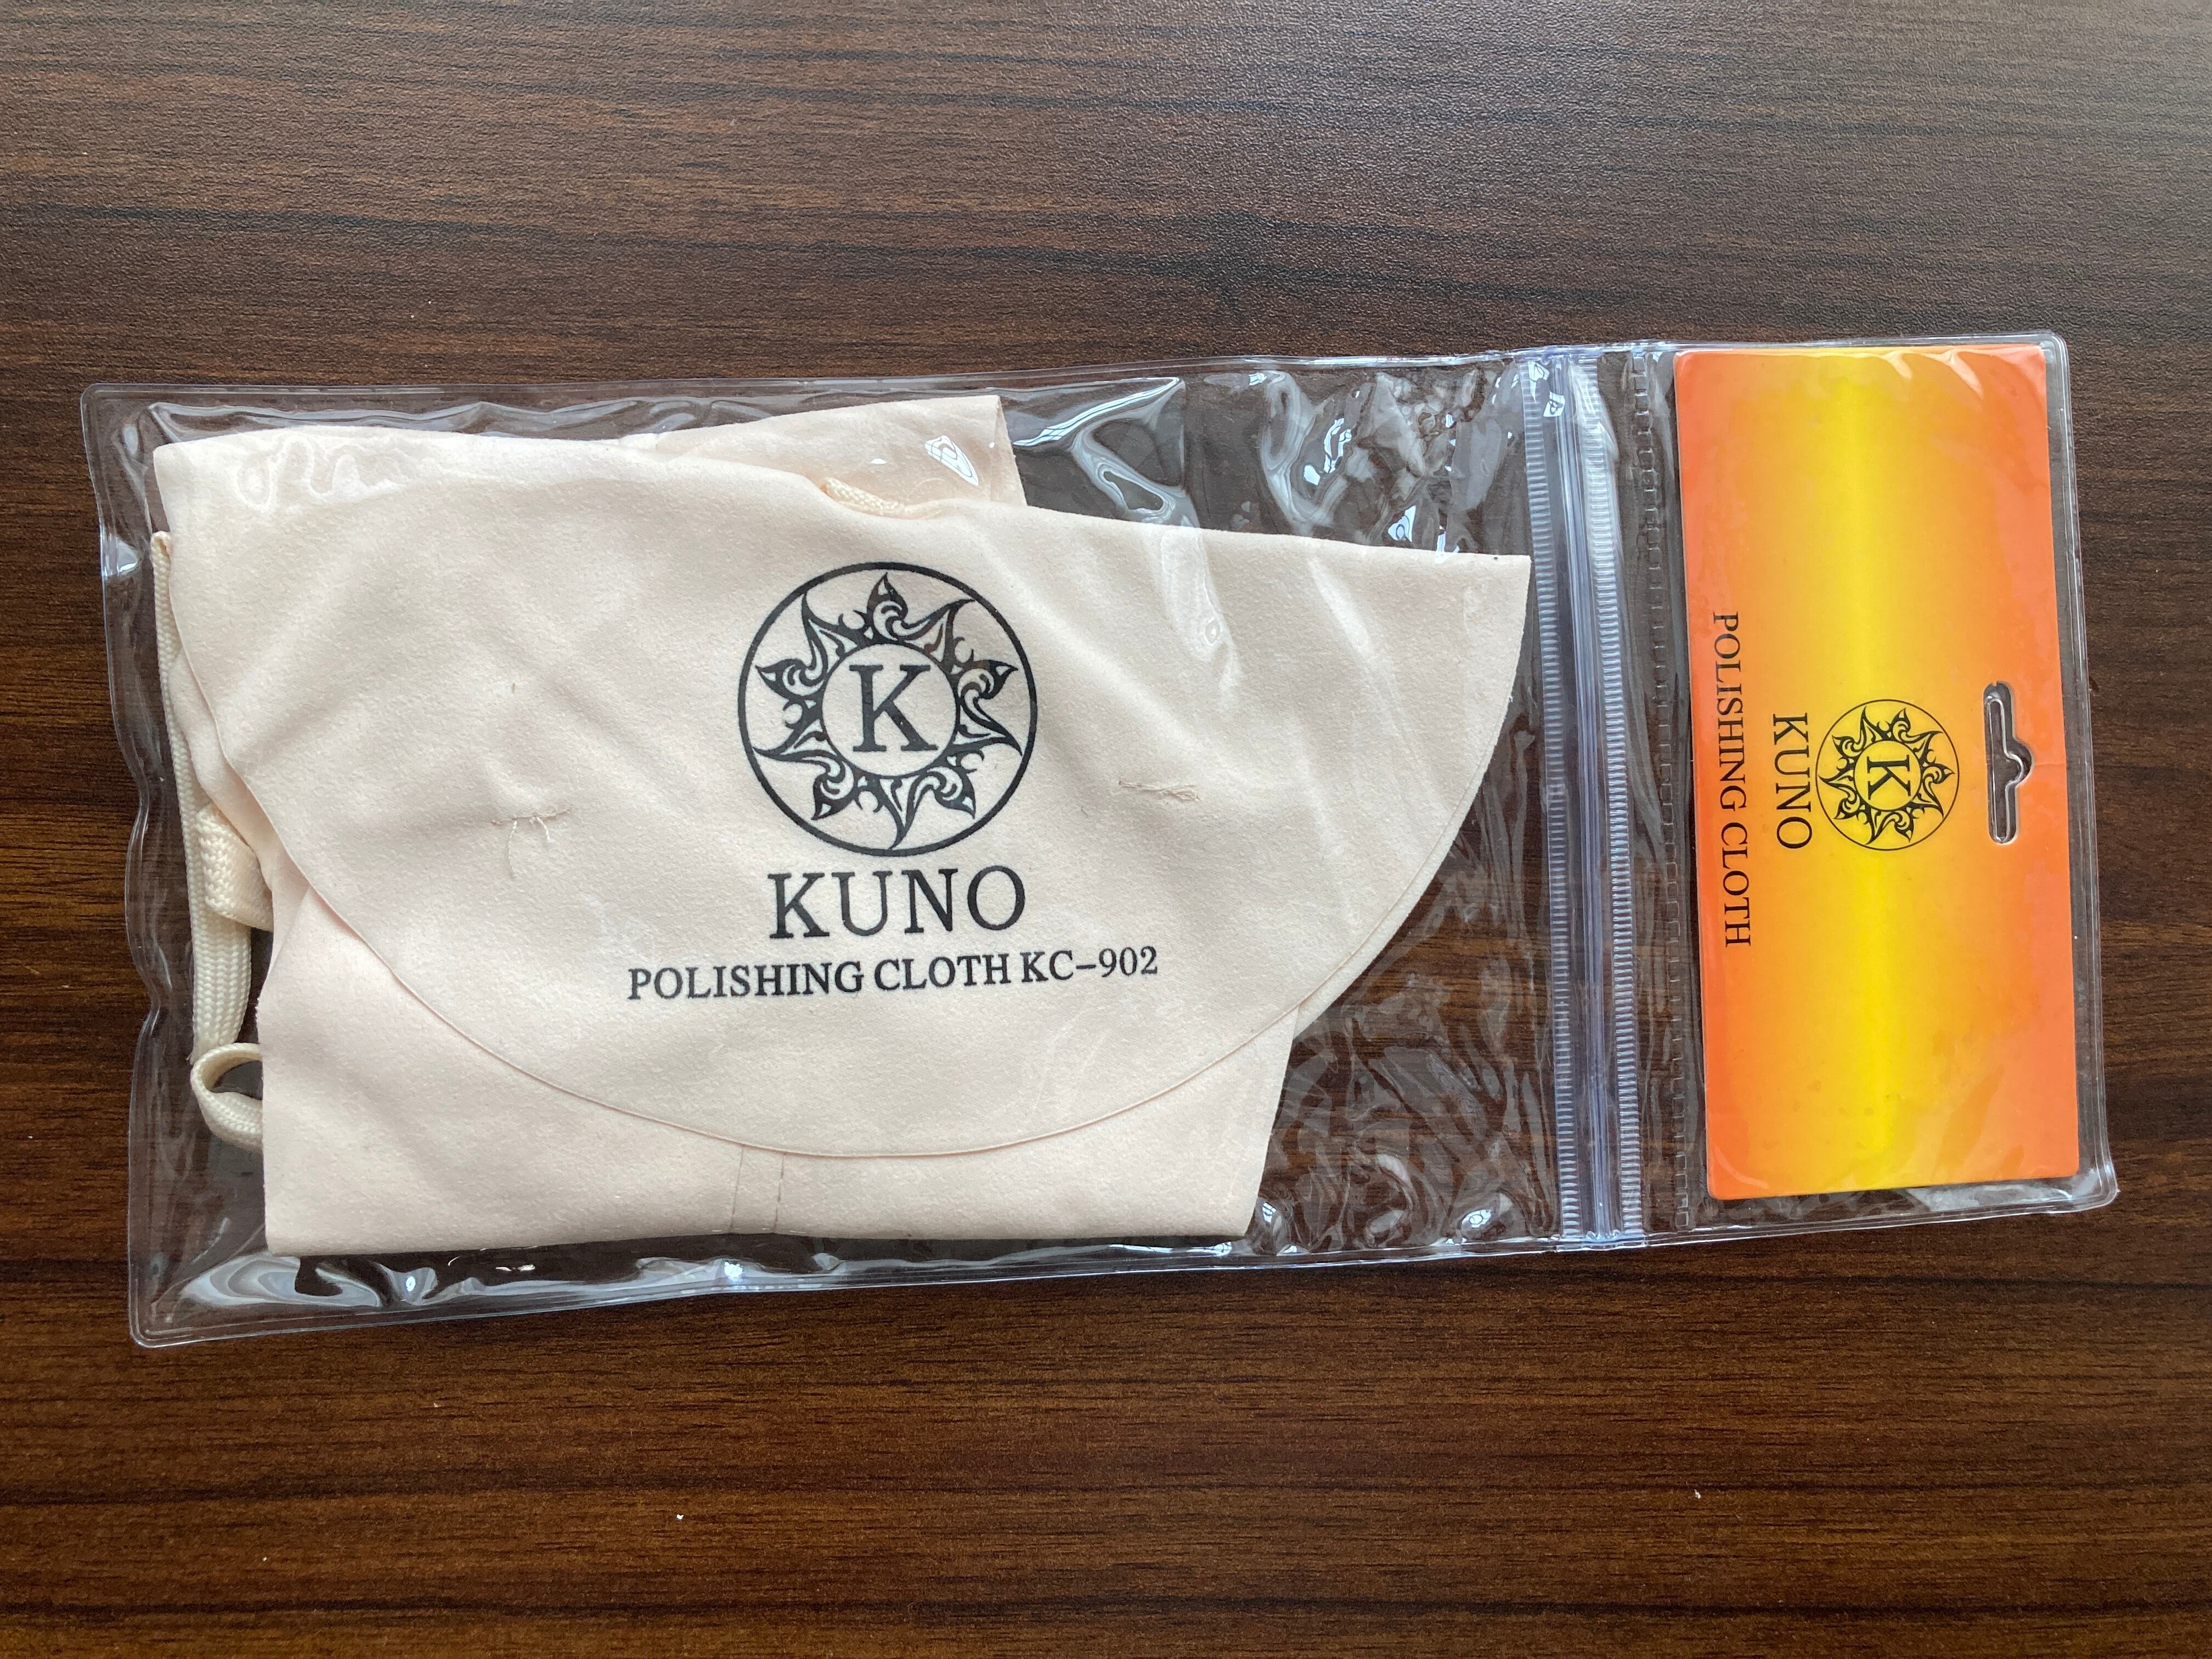 K
KUNO
POLISHING CLOTH KC-902
K
KUNO
POLISHING CLOTH